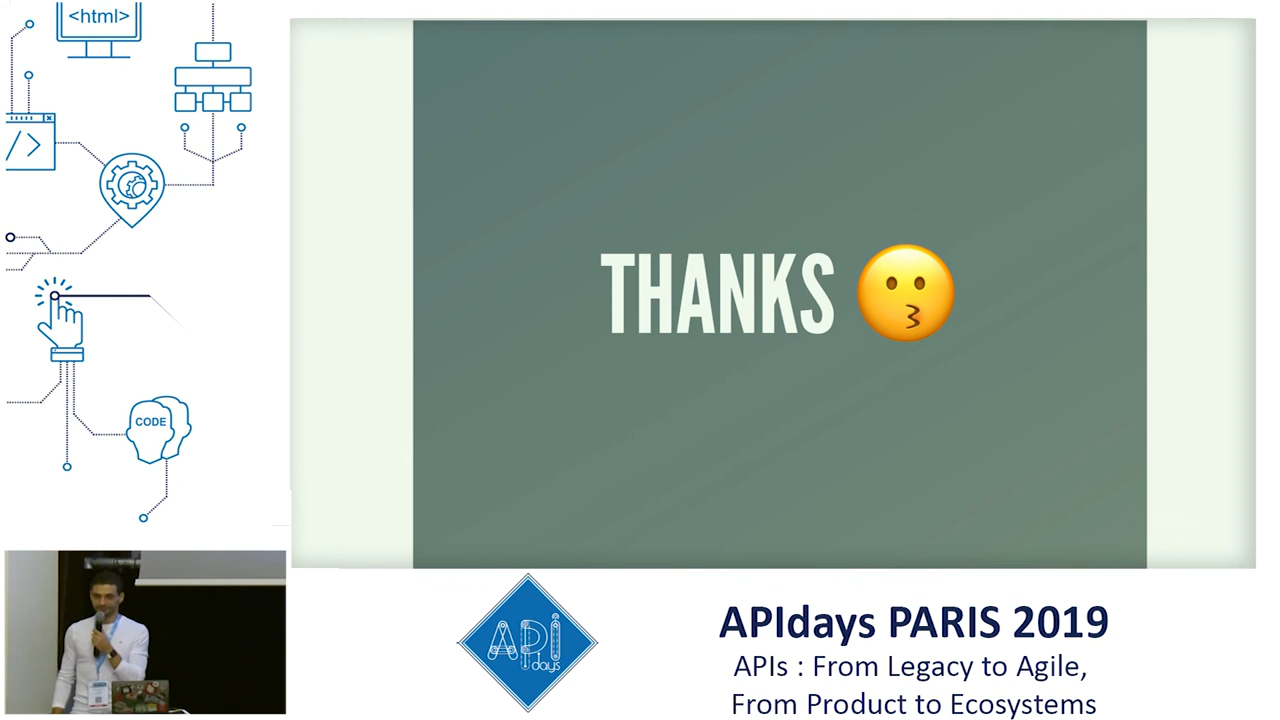 <html>
</>
CODE
THANKS
API
days
APIdays PARIS 2019
APIs : From Legacy to Agile,
From Product to Ecosystems